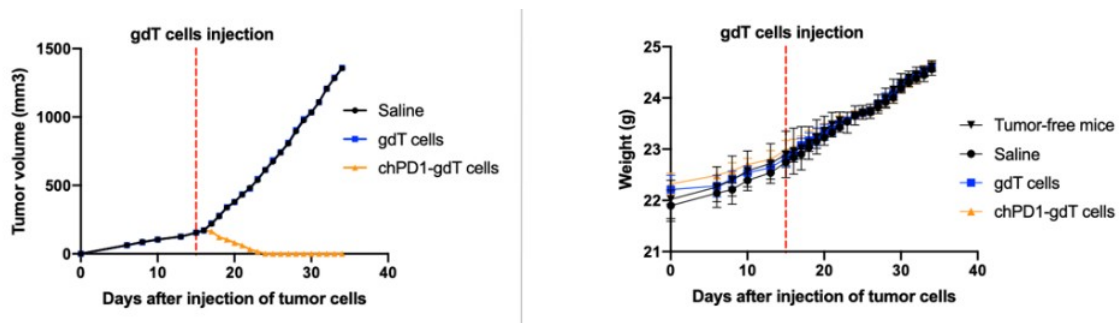 gdT cells injection
1500
1000
500
0
Tumor volume (mm3)
0 10 20 30 40
Days after injection of tumor cells
Saline
gdT cells
chPD1-gdT cells
gdT cells injection
25
24
23
22
21
Weight (g)
0 10 20 30 40
Days after injection of tumor cells
Tumor-free mice
Saline
gdT cells
chPD1-gdT cells